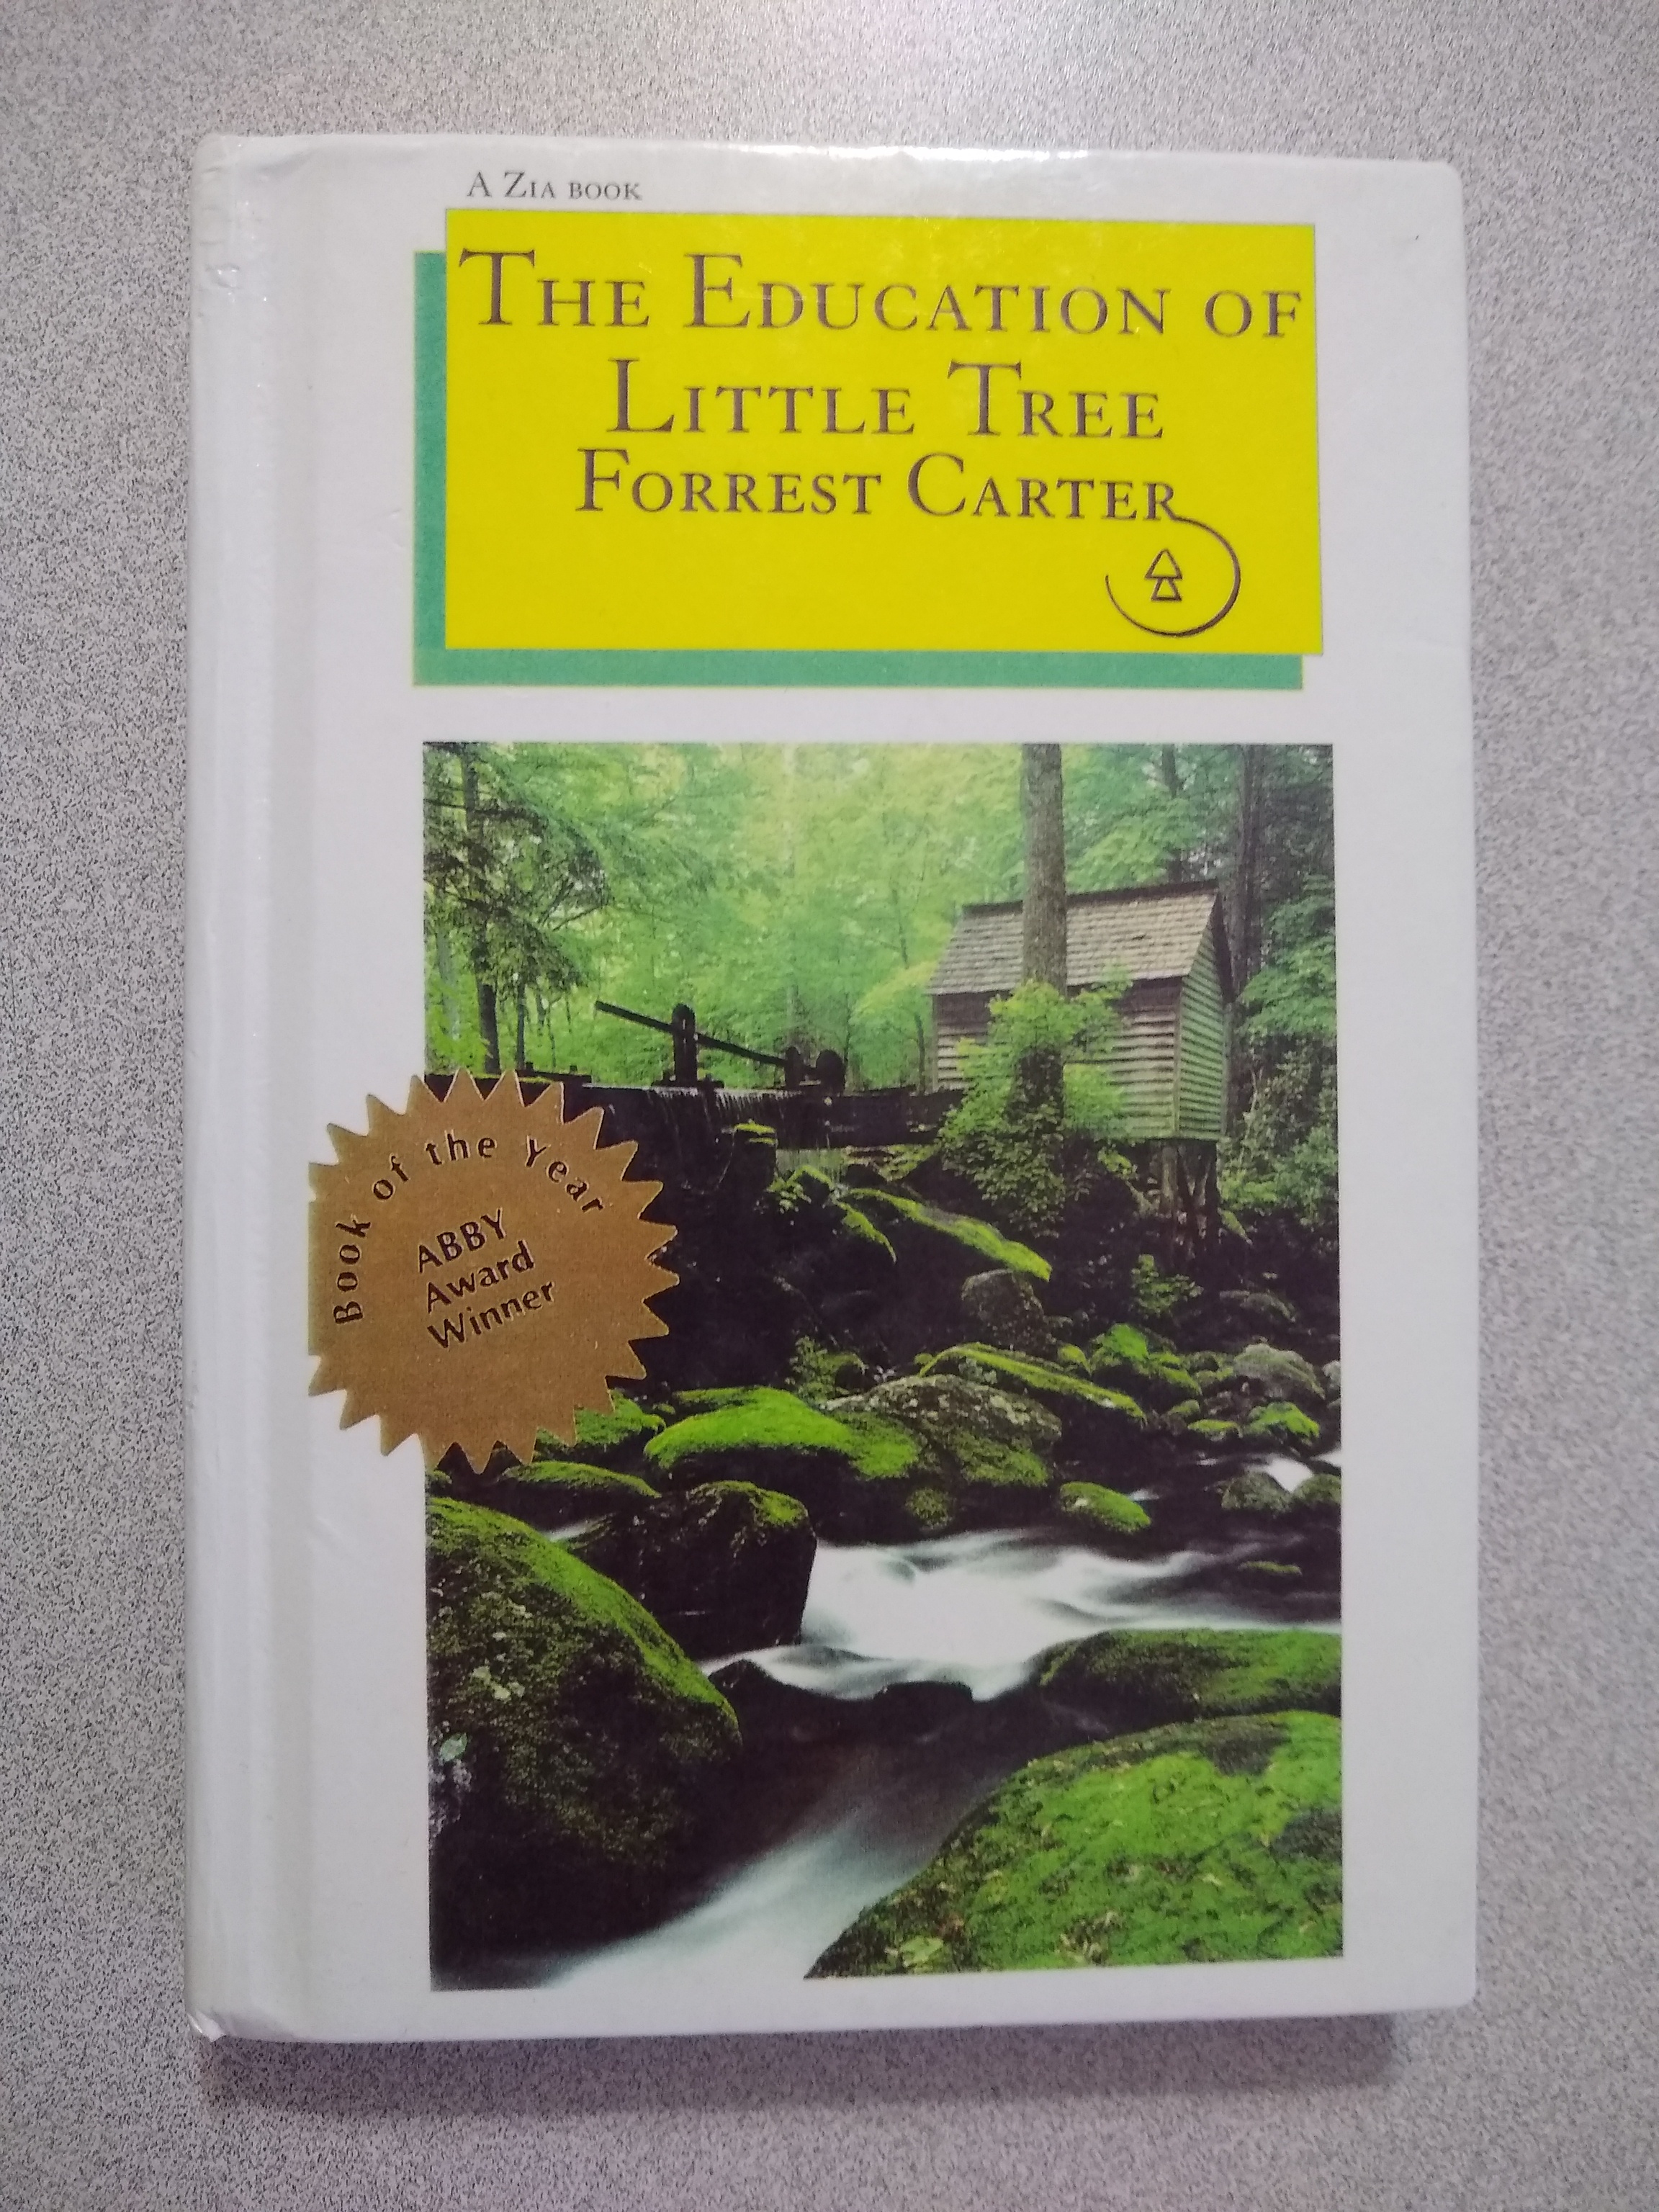 A ZIA BOOK
THE EDUCATION OF
LITTLE TREE
FORREST CARTER
Book of the Year
ABBY
Award
Winner